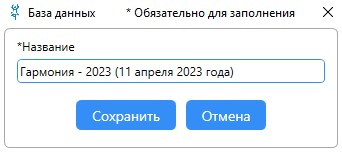 База данных * Обязательно для заполнения
*Название
Гармония - 2023 (11 апреля 2023 года)
Сохранить Отмена